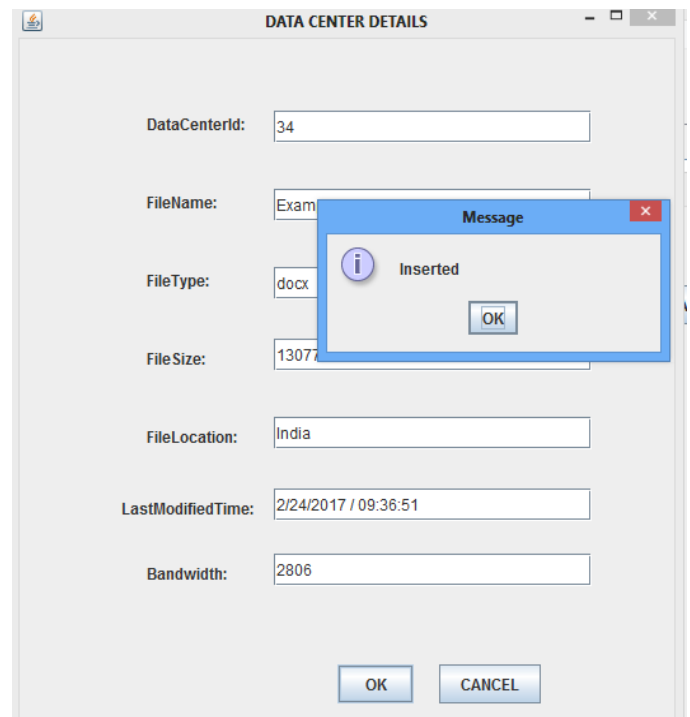 DATA CENTER DETAILS
DataCenterId: 34
FileName: Exam
Message
Inserted
OK
FileType: docx
FileSize: 13077
FileLocation: India
LastModifiedTime: 2/24/2017 / 09:36:51
Bandwidth: 2806
OK CANCEL